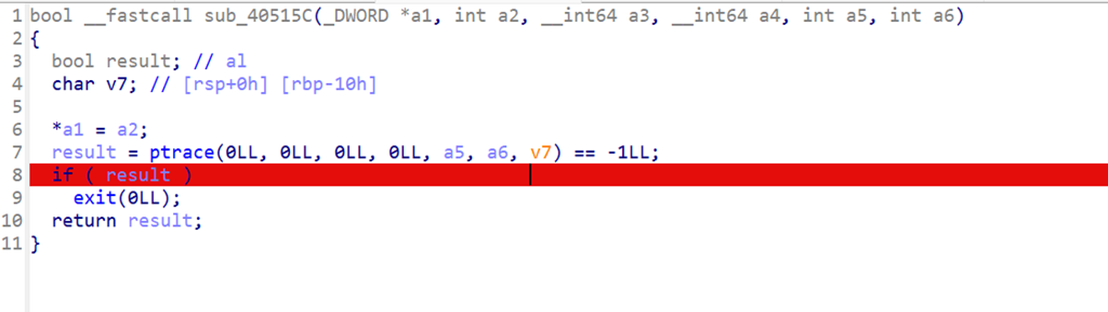 1 bool __fastcall sub_40515C(_DWORD *a1, int a2, __int64 a3, __int64 a4, int a5, int a6)
2 {
3   bool result; // al
4   char v7; // [rsp+0h] [rbp-10h]
5
6   *a1 = a2;
7   result = ptrace(0LL, 0LL, 0LL, 0LL, a5, a6, v7) == -1LL;
8   if ( result )
9     exit(0LL);
10   return result;
11 }